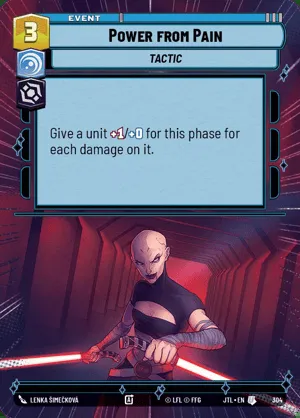 3
EVENT
POWER FROM PAIN
TACTIC
Give a unit +1/+0 for this phase for
each damage on it.
LENKA ŠIMEČKOVÁ
© LFL © FFG
JTL • EN
304